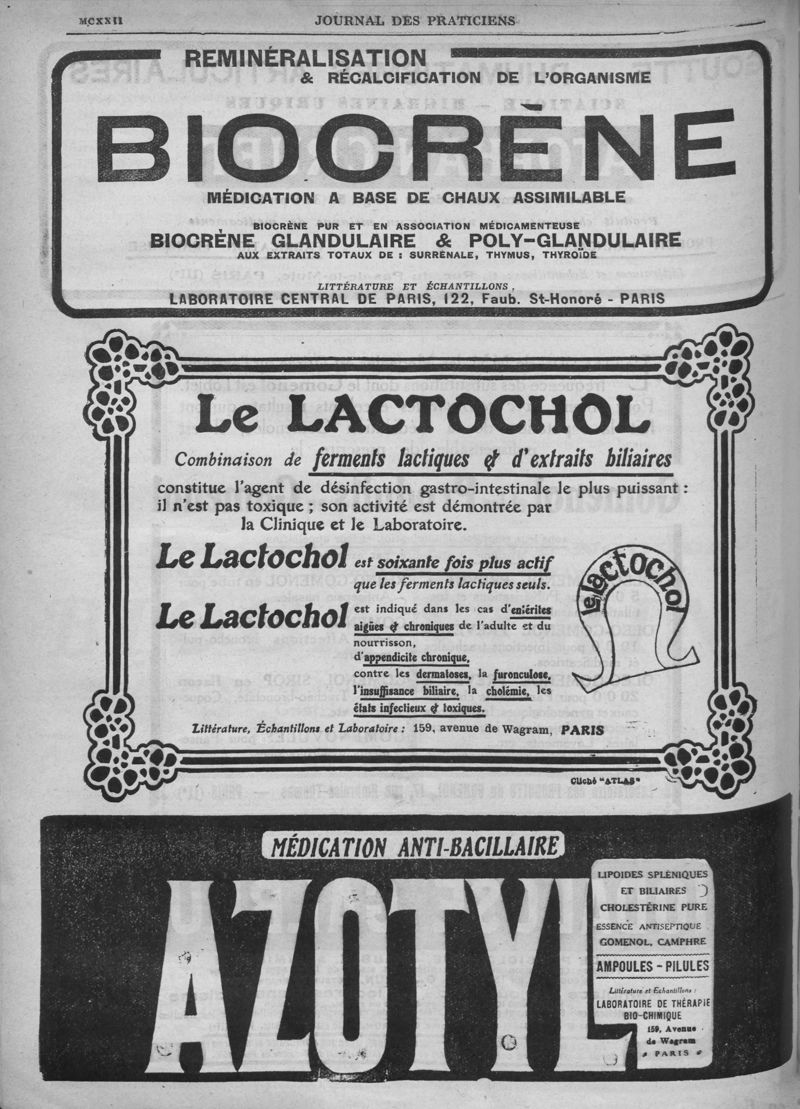 MCXXII
JOURNAL DES PRATICIENS
REMINÉRALISATION
& RÉCALCIFICATION DE L'ORGANISME
BIOCRÈNE
MÉDICATION A BASE DE CHAUX ASSIMILABLE
BIOCRÈNE PUR ET EN ASSOCIATION MÉDICAMENTEUSE
BIOCRÈNE GLANDULAIRE & POLY-GLANDULAIRE
AUX EXTRAITS TOTAUX DE : SURRÉNALE, THYMUS, THYROÏDE
LITTÉRATURE ET ÉCHANTILLONS,
LABORATOIRE CENTRAL DE PARIS, 122, Faub. St-Honoré - PARIS
Le LACTOCHOL
Combinaison de ferments lactiques & d'extraits biliaires
constitue l'agent de désinfection gastro-intestinale le plus puissant :
il n'est pas toxique ; son activité est démontrée par
la Clinique et le Laboratoire.
Le Lactochol est soixante fois plus actif
que les ferments lactiques seuls.
le lactochol
Le Lactochol est indiqué dans les cas d'entérites
aigües & chroniques de l'adulte et du
nourrisson,
d'appendicite chronique,
contre les dermatoses, la furonculose,
l'insuffisance biliaire, la cholémie, les
états infectieux & toxiques.
Littérature, Échantillons et Laboratoire : 159, avenue de Wagram, PARIS
Cliché "ATLAS"
MÉDICATION ANTI-BACILLAIRE
AZOTYL
LIPOIDES SPLÉNIQUES
ET BILIAIRES
CHOLESTÉRINE PURE
ESSENCE ANTISEPTIQUE
GOMENOL, CAMPHRE
AMPOULES - PILULES
Littérature et Échantillons :
LABORATOIRE DE THÉRAPIE
BIO-CHIMIQUE
159, Avenue
de Wagram
PARIS